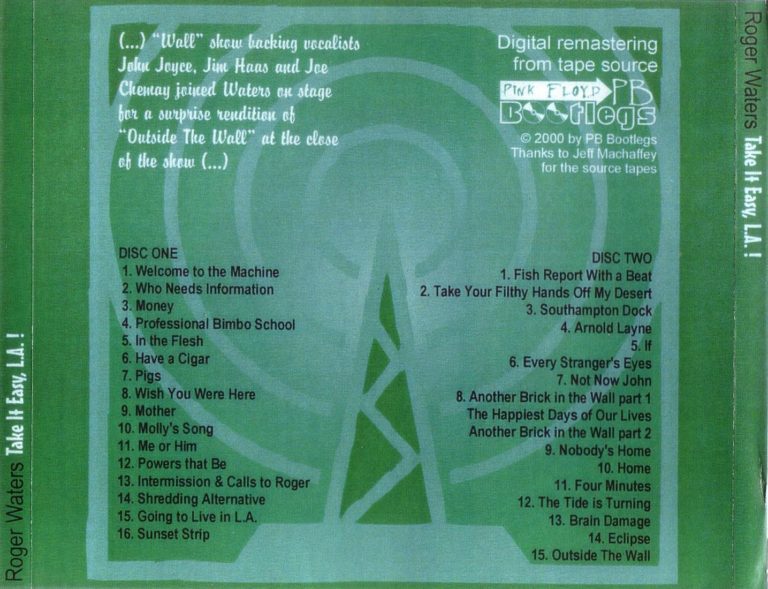 (...) "Wall" show backing vocalists
John Joyce, Jim Haas and Joe
Chemay joined Waters on stage
for a surprise rendition of
"Outside The Wall" at the close
of the show (...)
Digital remastering
from tape source
PINK FLOYD PB
Bootlegs
© 2000 by PB Bootlegs
Thanks to Jeff Machaffey
for the source tapes
DISC ONE
1. Welcome to the Machine
2. Who Needs Information
3. Money
4. Professional Bimbo School
5. In the Flesh
6. Have a Cigar
7. Pigs
8. Wish You Were Here
9. Mother
10. Molly's Song
11. Me or Him
12. Powers that Be
13. Intermission & Calls to Roger
14. Shredding Alternative
15. Going to Live in L.A.
16. Sunset Strip
DISC TWO
1. Fish Report With a Beat
2. Take Your Filthy Hands Off My Desert
3. Southampton Dock
4. Arnold Layne
5. If
6. Every Stranger's Eyes
7. Not Now John
8. Another Brick in the Wall part 1
The Happiest Days of Our Lives
Another Brick in the Wall part 2
9. Nobody's Home
10. Home
11. Four Minutes
12. The Tide is Turning
13. Brain Damage
14. Eclipse
15. Outside The Wall
Roger Waters Take It Easy, L.A. !
Roger Waters Take It Easy, L.A. !